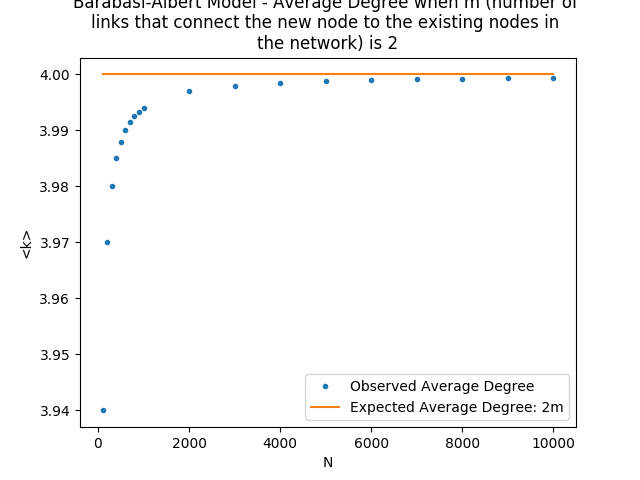 Barabasi-Albert Model - Average Degree when m (number of
links that connect the new node to the existing nodes in
the network) is 2
4.00
3.99
3.98
3.97
3.96
3.95
3.94
<k>
Observed Average Degree
Expected Average Degree: 2m
0
2000
4000
6000
8000
10000
N